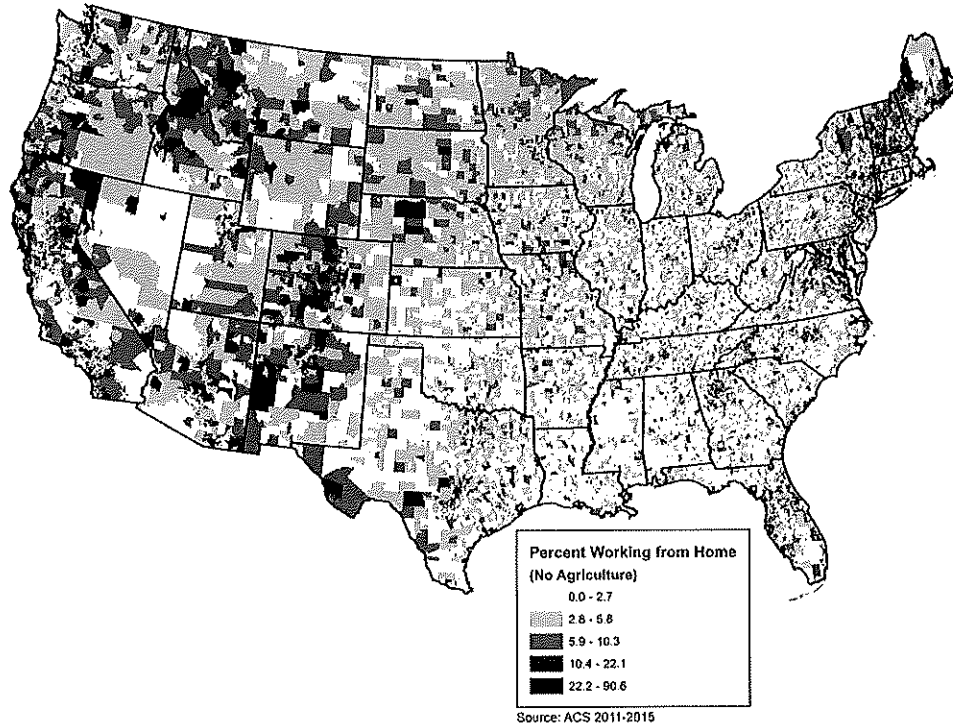 Percent Working from Home
(No Agriculture)
0.0 - 2.7
2.8 - 5.8
5.9 - 10.3
10.4 - 22.1
22.2 - 90.6
Source: ACS 2011-2015